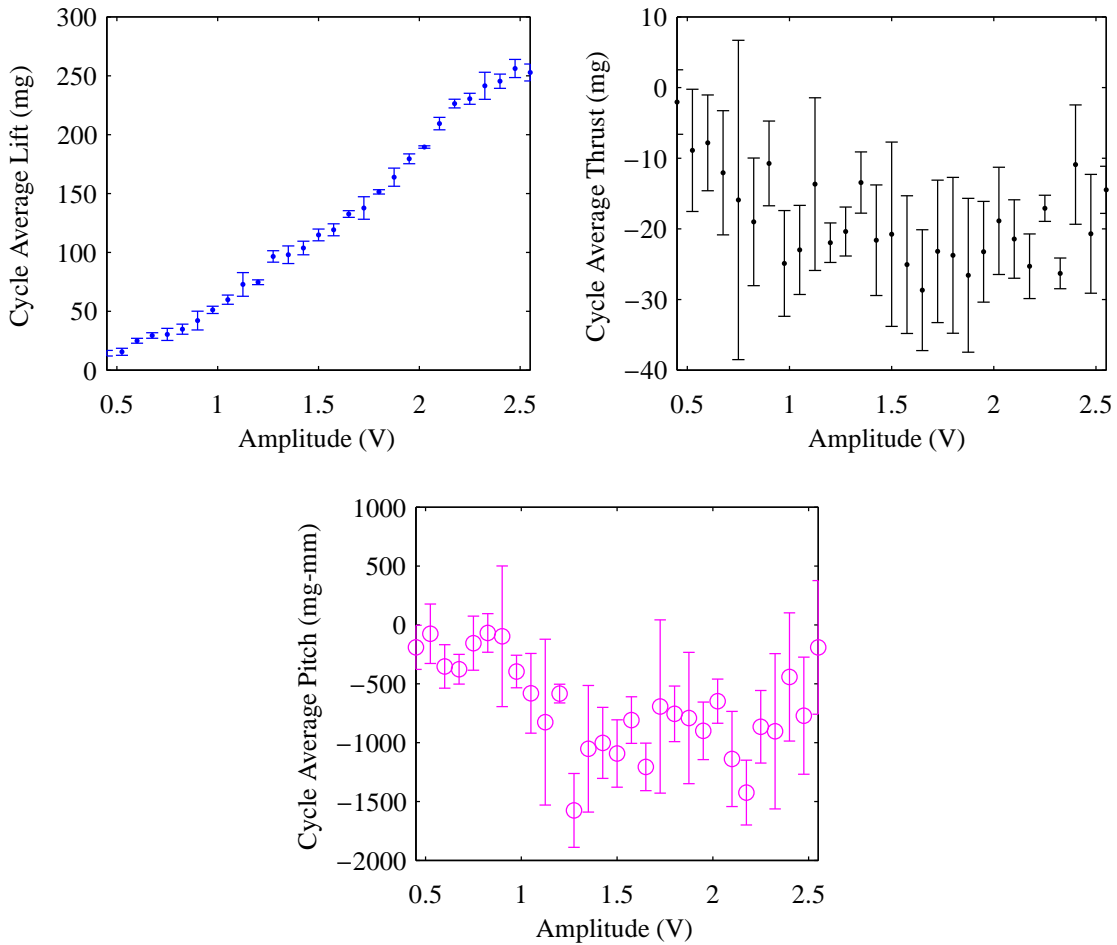 300
250
200
150
100
50
0
Cycle Average Lift (mg)
0.5 1 1.5 2 2.5
Amplitude (V)
10
0
−10
−20
−30
−40
Cycle Average Thrust (mg)
0.5 1 1.5 2 2.5
Amplitude (V)
1000
500
0
−500
−1000
−1500
−2000
Cycle Average Pitch (mg-mm)
0.5 1 1.5 2 2.5
Amplitude (V)